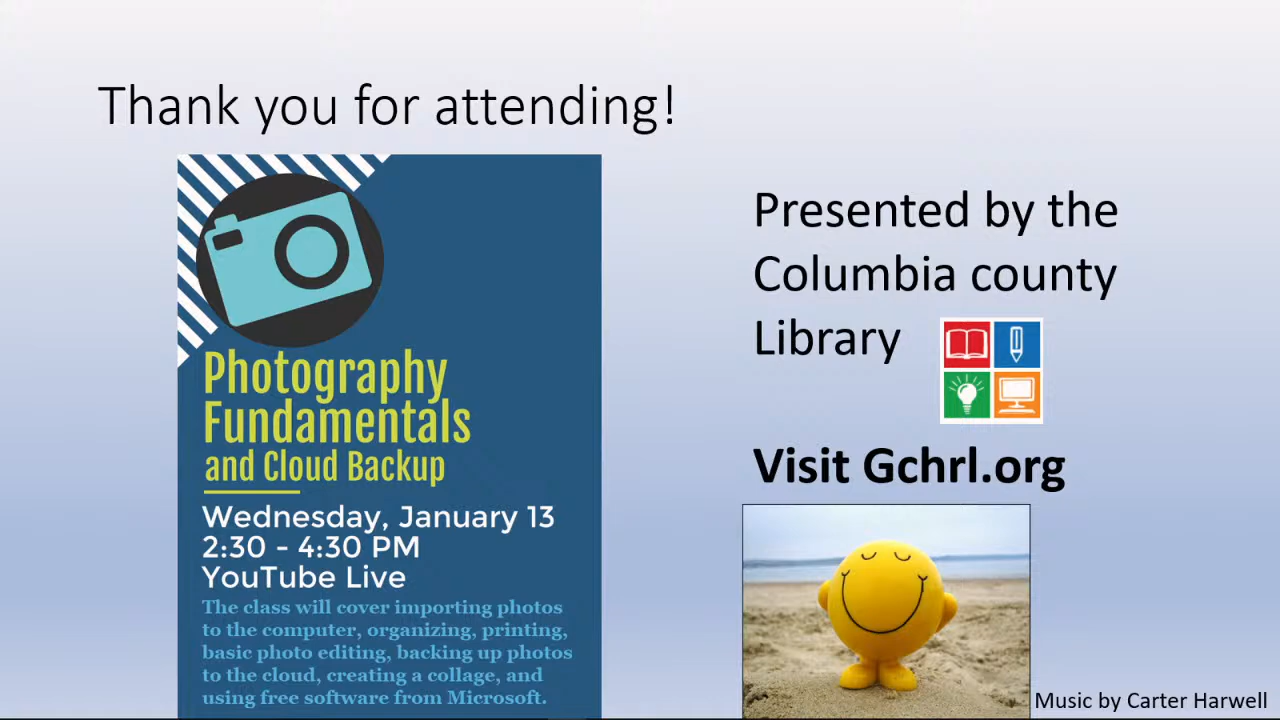 Thank you for attending!
Photography
Fundamentals
and Cloud Backup
Wednesday, January 13
2:30 - 4:30 PM
YouTube Live
The class will cover importing photos
to the computer, organizing, printing,
basic photo editing, backing up photos
to the cloud, creating a collage, and
using free software from Microsoft.
Presented by the
Columbia county
Library
Visit Gchrl.org
Music by Carter Harwell